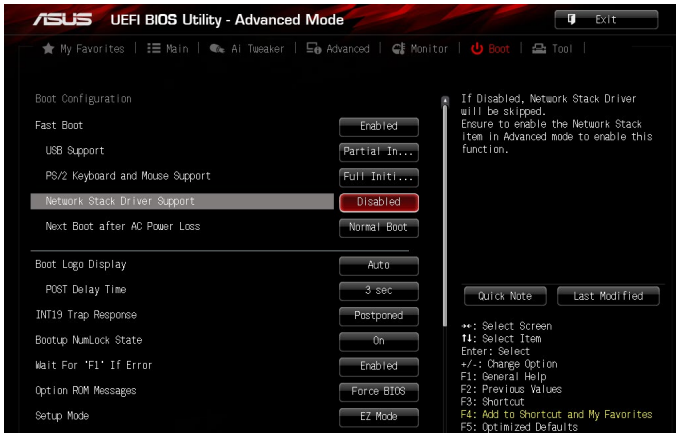 ASUS UEFI BIOS Utility - Advanced Mode Exit
My Favorites | Main | Ai Tweaker | Advanced | Monitor | Boot | Tool |
Boot Configuration
Fast Boot Enabled
USB Support Partial In...
PS/2 Keyboard and Mouse Support Full Initi...
Network Stack Driver Support Disabled
Next Boot after AC Power Loss Normal Boot
Boot Logo Display Auto
POST Delay Time 3 sec
INT19 Trap Response Postponed
Bootup NumLock State On
Wait For 'F1' If Error Enabled
Option ROM Messages Force BIOS
Setup Mode EZ Mode
If Disabled, Network Stack Driver
will be skipped.
Ensure to enable the Network Stack
item in Advanced mode to enable this
function.
Quick Note Last Modified
→←: Select Screen
↑↓: Select Item
Enter: Select
+/-: Change Option
F1: General Help
F2: Previous Values
F3: Shortcut
F4: Add to Shortcut and My Favorites
F5: Optimized Defaults